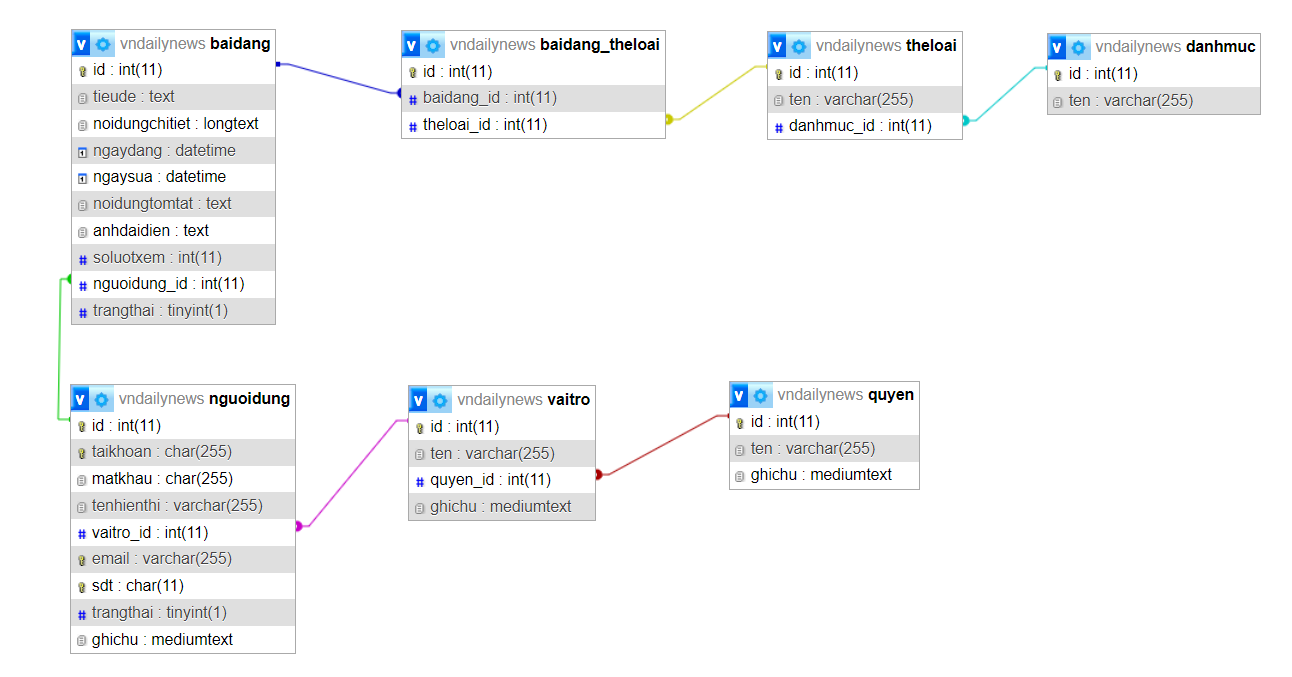 vndailynews baidang
id : int(11)
tieude : text
noidungchitiet : longtext
ngaydang : datetime
ngaysua : datetime
noidungtomtat : text
anhdaidien : text
soluotxem : int(11)
nguoidung_id : int(11)
trangthai : tinyint(1)
vndailynews baidang_theloai
id : int(11)
baidang_id : int(11)
theloai_id : int(11)
vndailynews theloai
id : int(11)
ten : varchar(255)
danhmuc_id : int(11)
vndailynews danhmuc
id : int(11)
ten : varchar(255)
vndailynews nguoidung
id : int(11)
taikhoan : char(255)
matkhau : char(255)
tenhienthi : varchar(255)
vaitro_id : int(11)
email : varchar(255)
sdt : char(11)
trangthai : tinyint(1)
ghichu : mediumtext
vndailynews vaitro
id : int(11)
ten : varchar(255)
quyen_id : int(11)
ghichu : mediumtext
vndailynews quyen
id : int(11)
ten : varchar(255)
ghichu : mediumtext